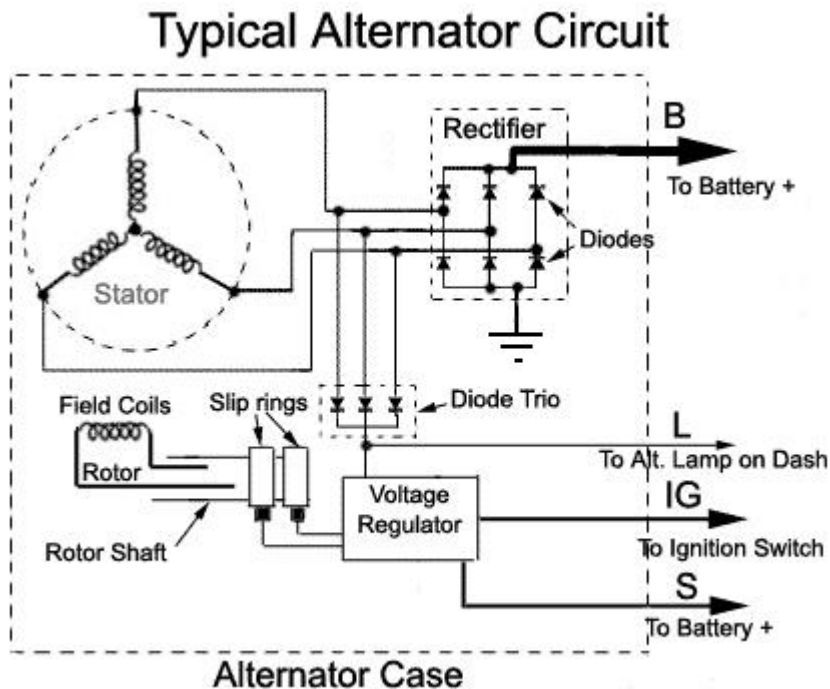 Typical Alternator Circuit
Rectifier
B
To Battery +
Diodes
Stator
Diode Trio
Field Coils
Slip rings
L
To Alt. Lamp on Dash
Rotor
Voltage
Regulator
IG
To Ignition Switch
Rotor Shaft
S
To Battery +
Alternator Case